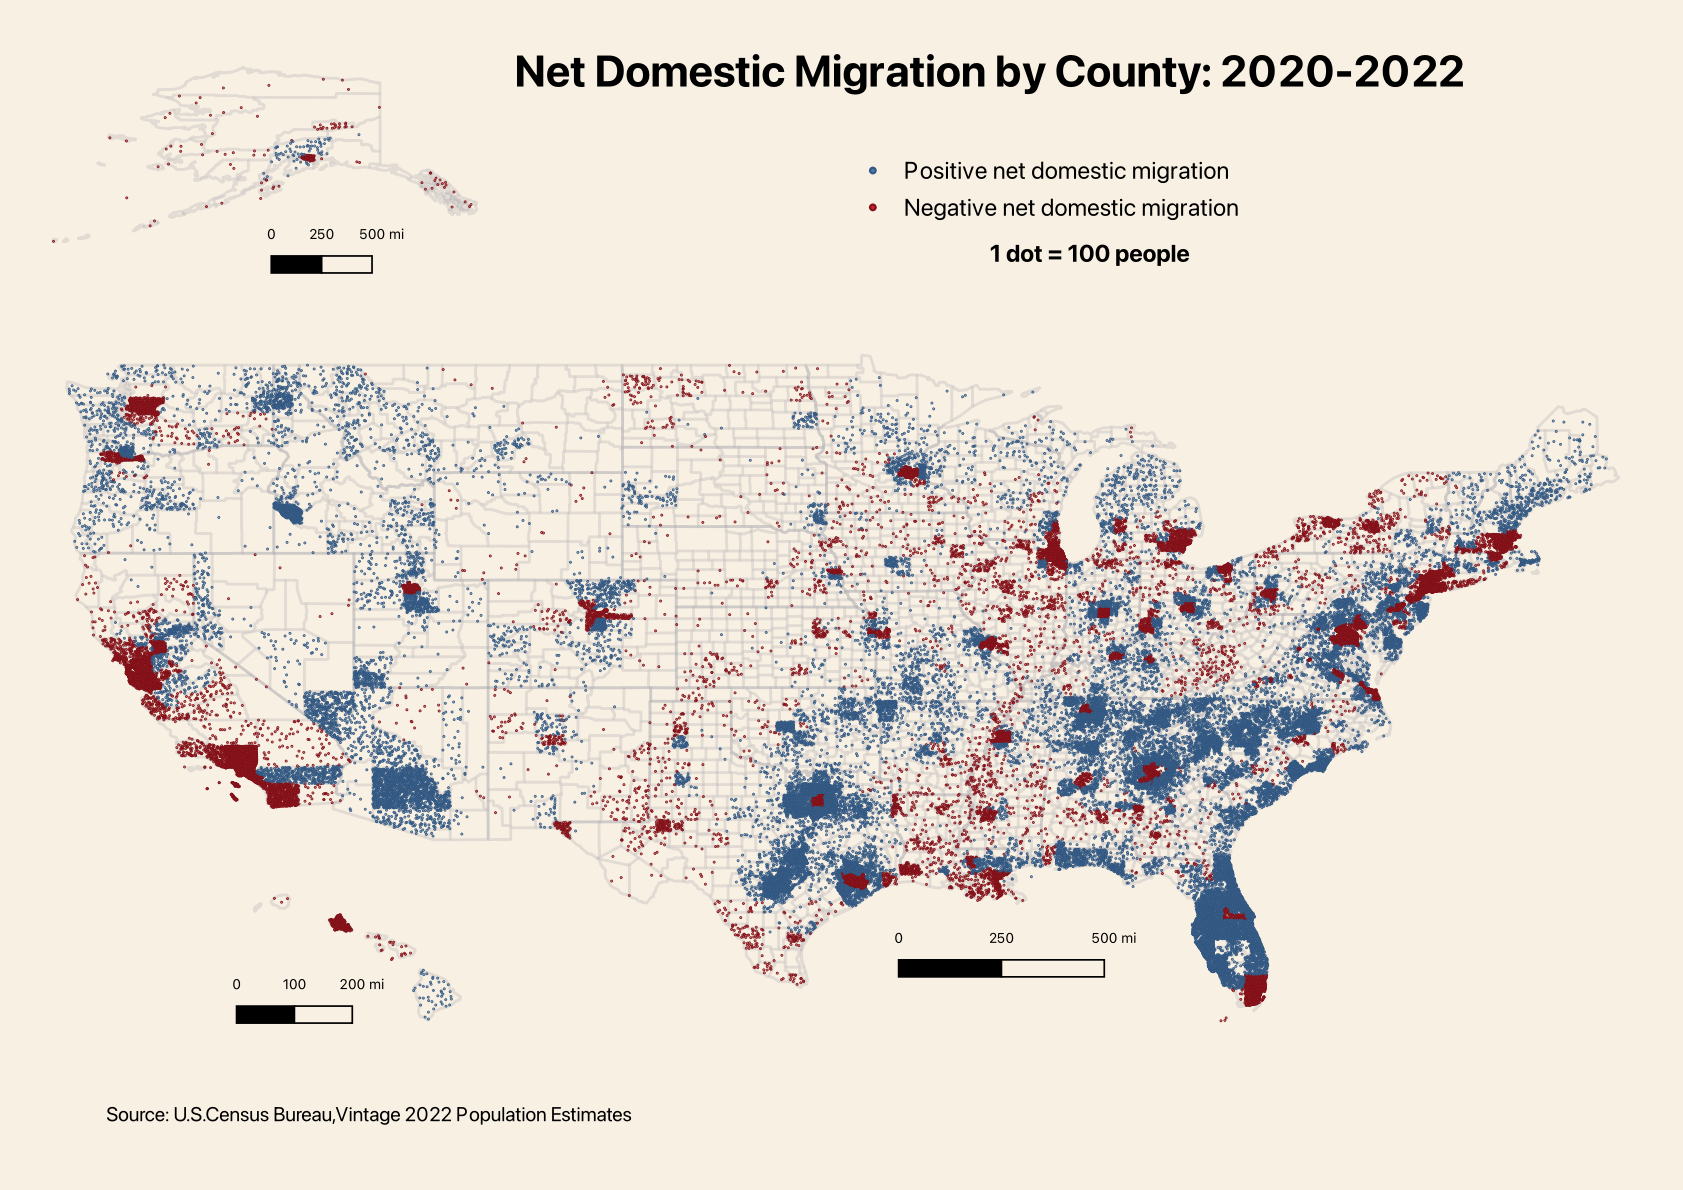 Net Domestic Migration by County: 2020-2022
Positive net domestic migration
Negative net domestic migration
1 dot = 100 people
0 250 500 mi
0 250 500 mi
0 100 200 mi
Source: U.S.Census Bureau,Vintage 2022 Population Estimates